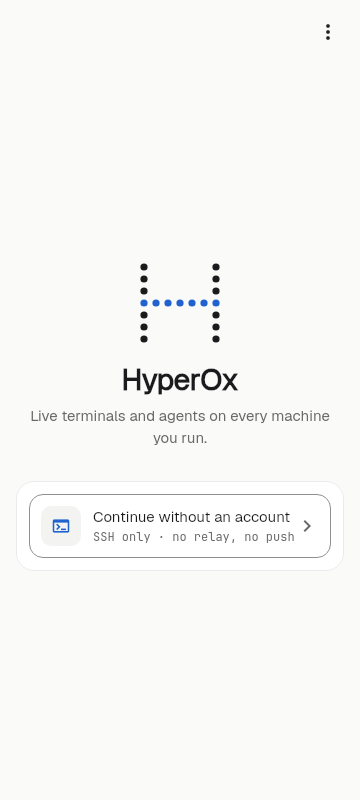 HyperOx
Live terminals and agents on every machine
you run.
Continue without an account
SSH only · no relay, no push